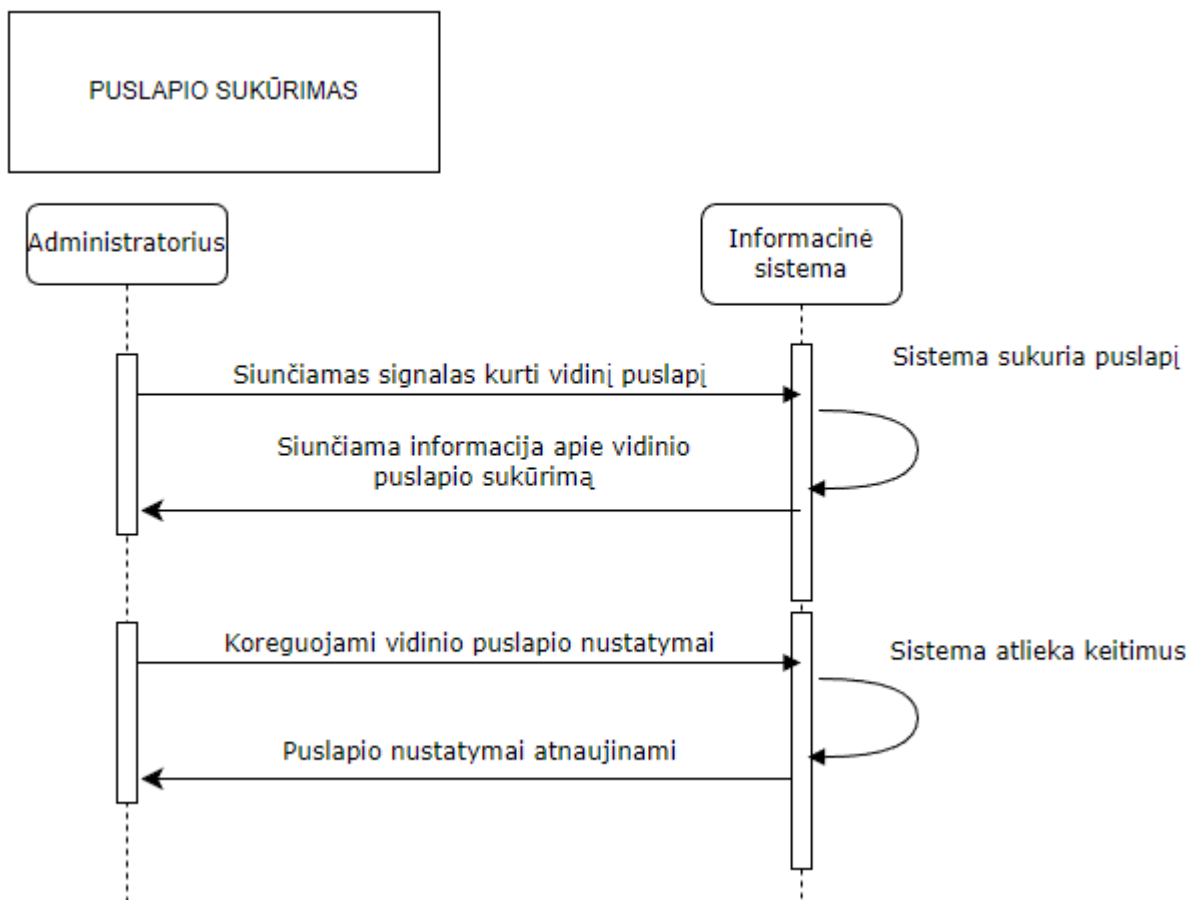 PUSLAPIO SUKŪRIMAS
Administratorius
Informacinė
sistema
Sistema sukuria puslapį
Siunčiamas signalas kurti vidinį puslapį
Siunčiama informacija apie vidinio
puslapio sukūrimą
Koreguojami vidinio puslapio nustatymai
Sistema atlieka keitimus
Puslapio nustatymai atnaujinami